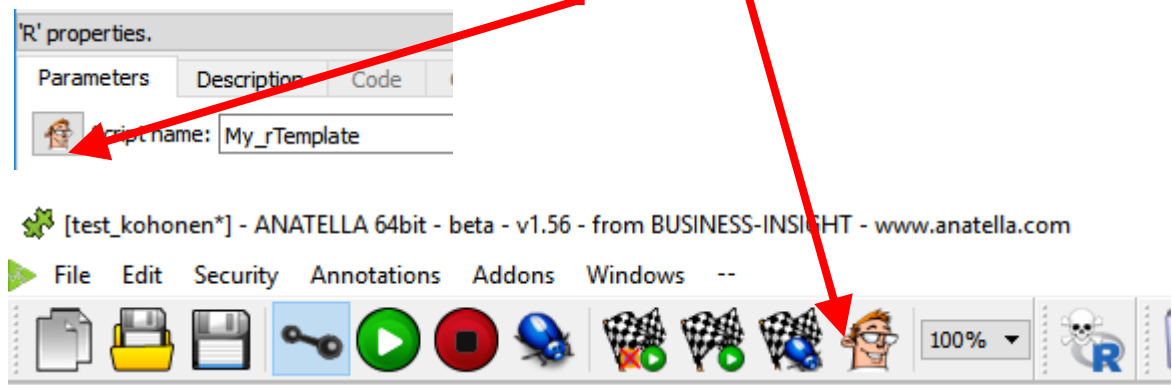 'R' properties.
Parameters Description Code
Script name: My_rTemplate
[test_kohonen*] - ANATELLA 64bit - beta - v1.56 - from BUSINESS-INSIGHT - www.anatella.com
File Edit Security Annotations Addons Windows --
100% R